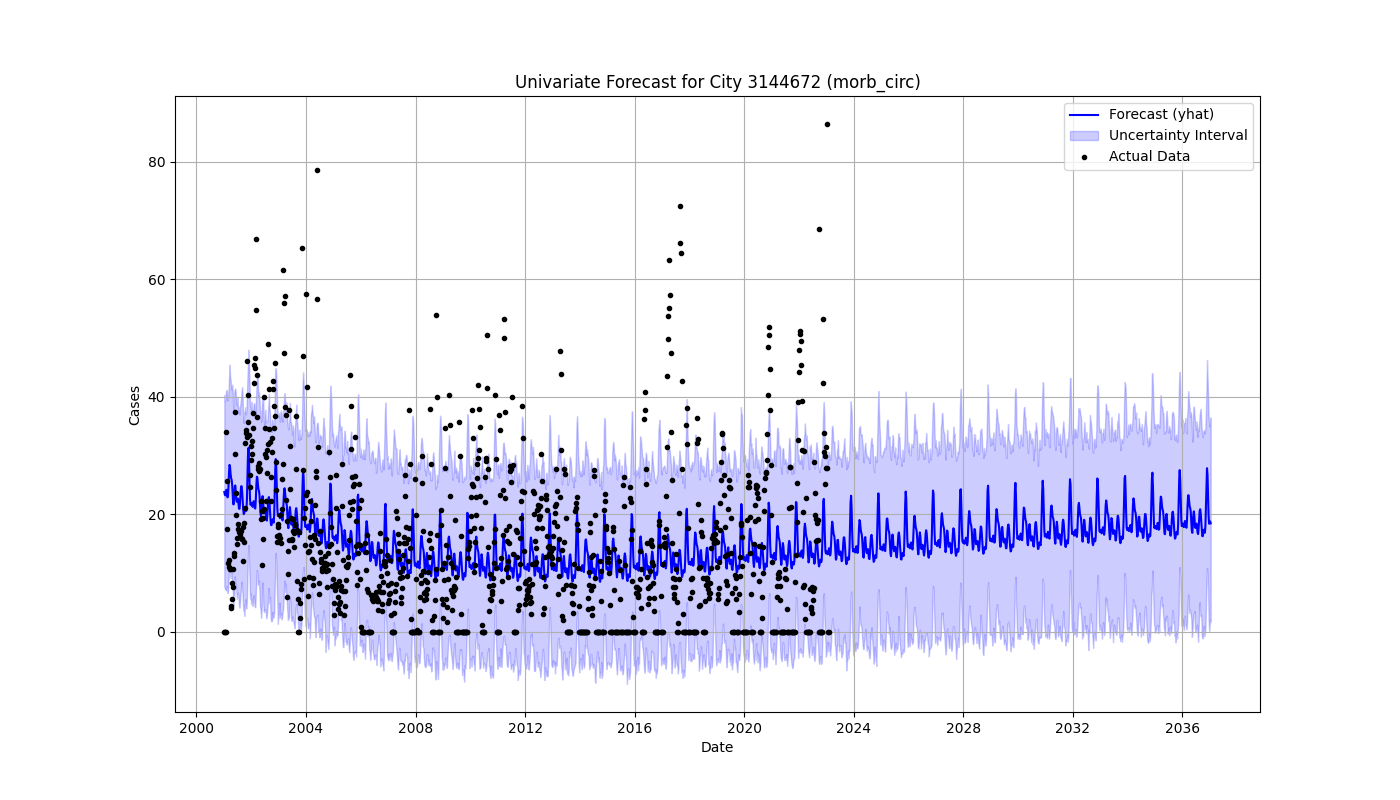 Univariate Forecast for City 3144672 (morb_circ)
Forecast (yhat)
Uncertainty Interval
Actual Data
Cases
80
60
40
20
0
2000 2004 2008 2012 2016 2020 2024 2028 2032 2036
Date